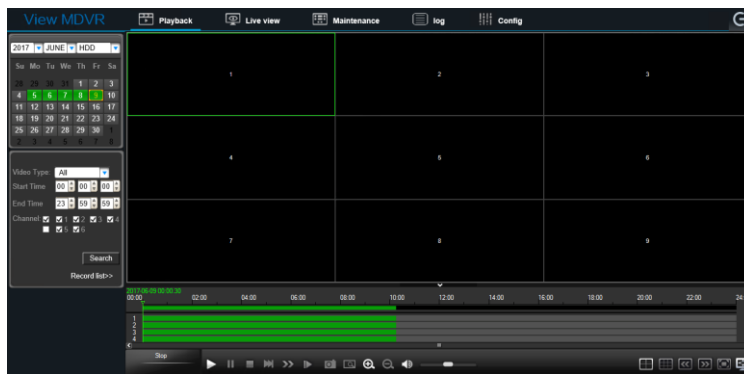 View MDVR
Playback
Live view
Maintenance
log
Config
2017 JUNE HDD
Su Mo Tu We Th Fr Sa
28 29 30 31 1 2 3
4 5 6 7 8 9 10
11 12 13 14 15 16 17
18 19 20 21 22 23 24
25 26 27 28 29 30 1
2 3 4 5 6 7 8
Video Type: All
Start Time 00 00 00
End Time 23 59 59
Channel: 1 2 3 4
5 6
Search
Record list>>
1 2 3
4 5 6
7 8 9
2017-06-09 00:00:30
00:00 02:00 04:00 06:00 08:00 10:00 12:00 14:00 16:00 18:00 20:00 22:00 24:
1
2
3
4
Stop